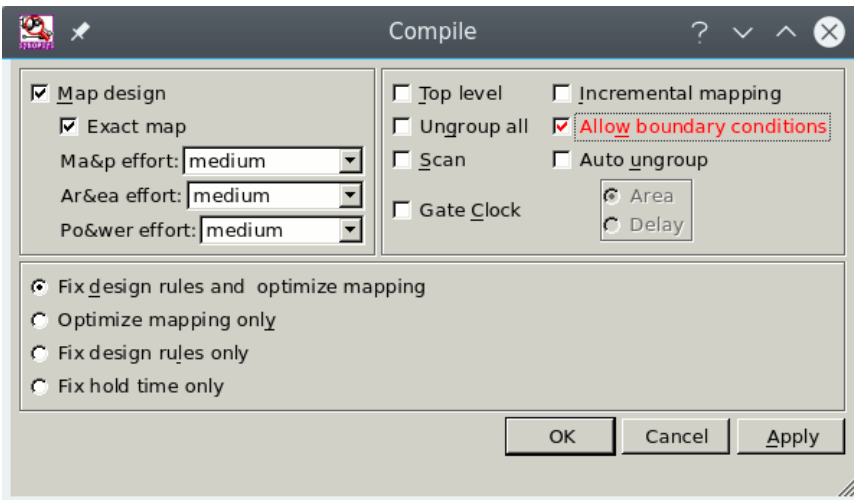 Compile
Map design
Exact map
Ma&p effort: medium
Ar&ea effort: medium
Po&wer effort: medium
Top level
Incremental mapping
Ungroup all
Allow boundary conditions
Scan
Auto ungroup
Gate Clock
Area
Delay
Fix design rules and  optimize mapping
Optimize mapping only
Fix design rules only
Fix hold time only
OK
Cancel
Apply